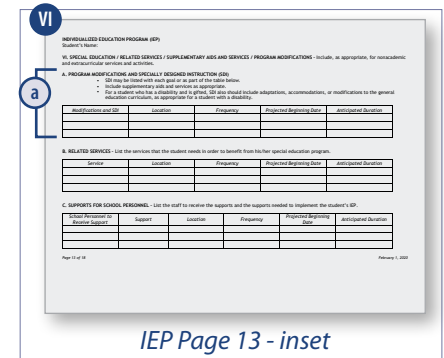 VI
INDIVIDUALIZED EDUCATION PROGRAM (IEP)
Student's Name:
VI. SPECIAL EDUCATION / RELATED SERVICES / SUPPLEMENTARY AIDS AND SERVICES / PROGRAM MODIFICATIONS - Include, as appropriate, for nonacademic
and extracurricular services and activities.
a
A. PROGRAM MODIFICATIONS AND SPECIALLY DESIGNED INSTRUCTION (SDI)
• SDI may be listed with each goal or as part of the table below.
• Include supplementary aids and services as appropriate.
• For a student who has a disability and is gifted, SDI also should include adaptations, accommodations, or modifications to the general
education curriculum, as appropriate for a student with a disability.
Modifications and SDI Location Frequency Projected Beginning Date Anticipated Duration
B. RELATED SERVICES - List the services that the student needs in order to benefit from his/her special education program.
Service Location Frequency Projected Beginning Date Anticipated Duration
C. SUPPORTS FOR SCHOOL PERSONNEL - List the staff to receive the supports and the supports needed to implement the student's IEP.
School Personnel to Receive Support Support Location Frequency Projected Beginning Date Anticipated Duration
Page 13 of 18 February 1, 2020
IEP Page 13 - inset